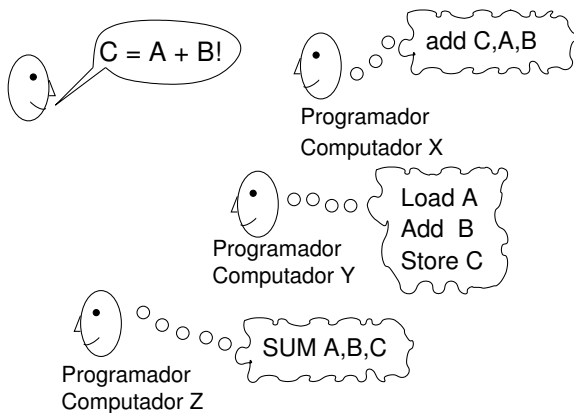 C = A + B!
add C,A,B
Programador
Computador X
Load A
Add B
Store C
Programador
Computador Y
SUM A,B,C
Programador
Computador Z